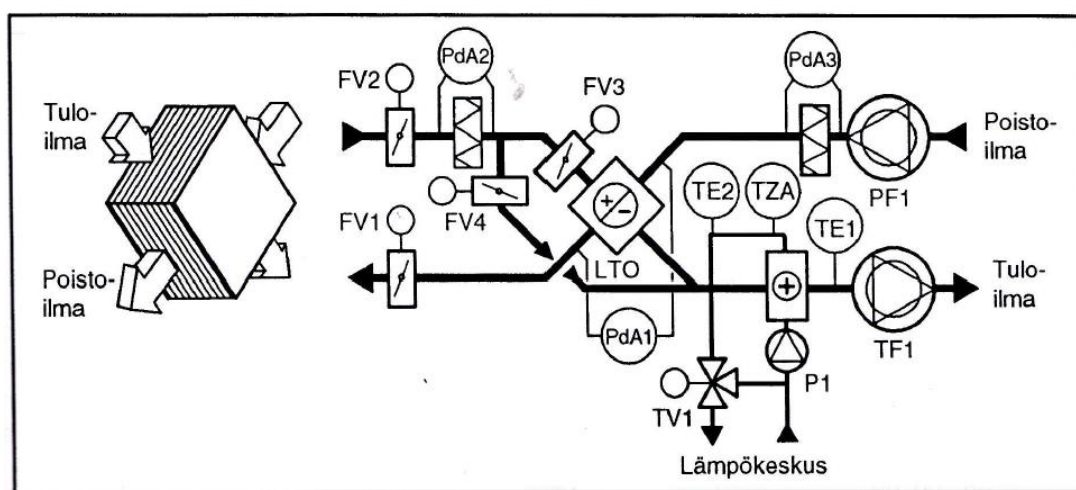 Tulo-
ilma
Poisto-
ilma
FV2
PdA2
FV3
PdA3
FV4
FV1
LTO
PdA1
TE2
TZA
TE1
PF1
Poisto-
ilma
Tulo-
ilma
TF1
P1
TV1
Lämpökeskus